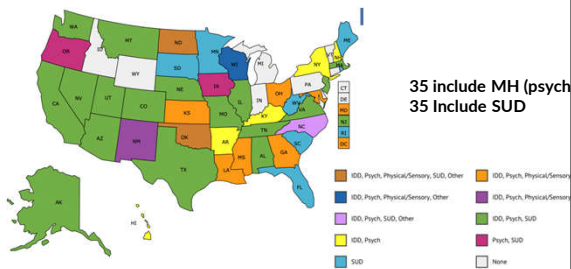 WA
MT
ND
MN
ME
OR
ID
WI
NY
VT
NH
SD
MI
MA
WY
PA
CT
35 include MH (psych
IA
DE
35 Include SUD
NE
OH
MD
NV
IL
IN
WV
UT
CO
VA
NJ
CA
KS
MO
KY
RI
NC
DC
TN
OK
AZ
NM
AR
SC
MS
AL
GA
TX
LA
IDD, Psych, Physical/Sensory, SUD, Other
IDD, Psych, Physical/Sensory
FL
IDD, Psych, Physical/Sensory, Other
IDD, Psych, Physical/Sensory
AK
IDD, Psych, SUD, Other
IDD, Psych, SUD
HI
IDD, Psych
Psych, SUD
SUD
None